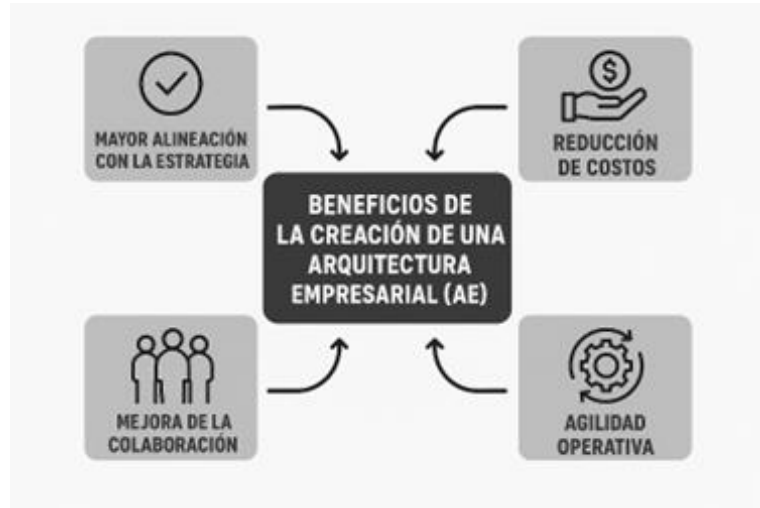 MAYOR ALINEACIÓN
CON LA ESTRATEGIA
$
REDUCCIÓN
DE COSTOS
BENEFICIOS DE
LA CREACIÓN DE UNA
ARQUITECTURA
EMPRESARIAL (AE)
MEJORA DE LA
COLABORACIÓN
AGILIDAD
OPERATIVA